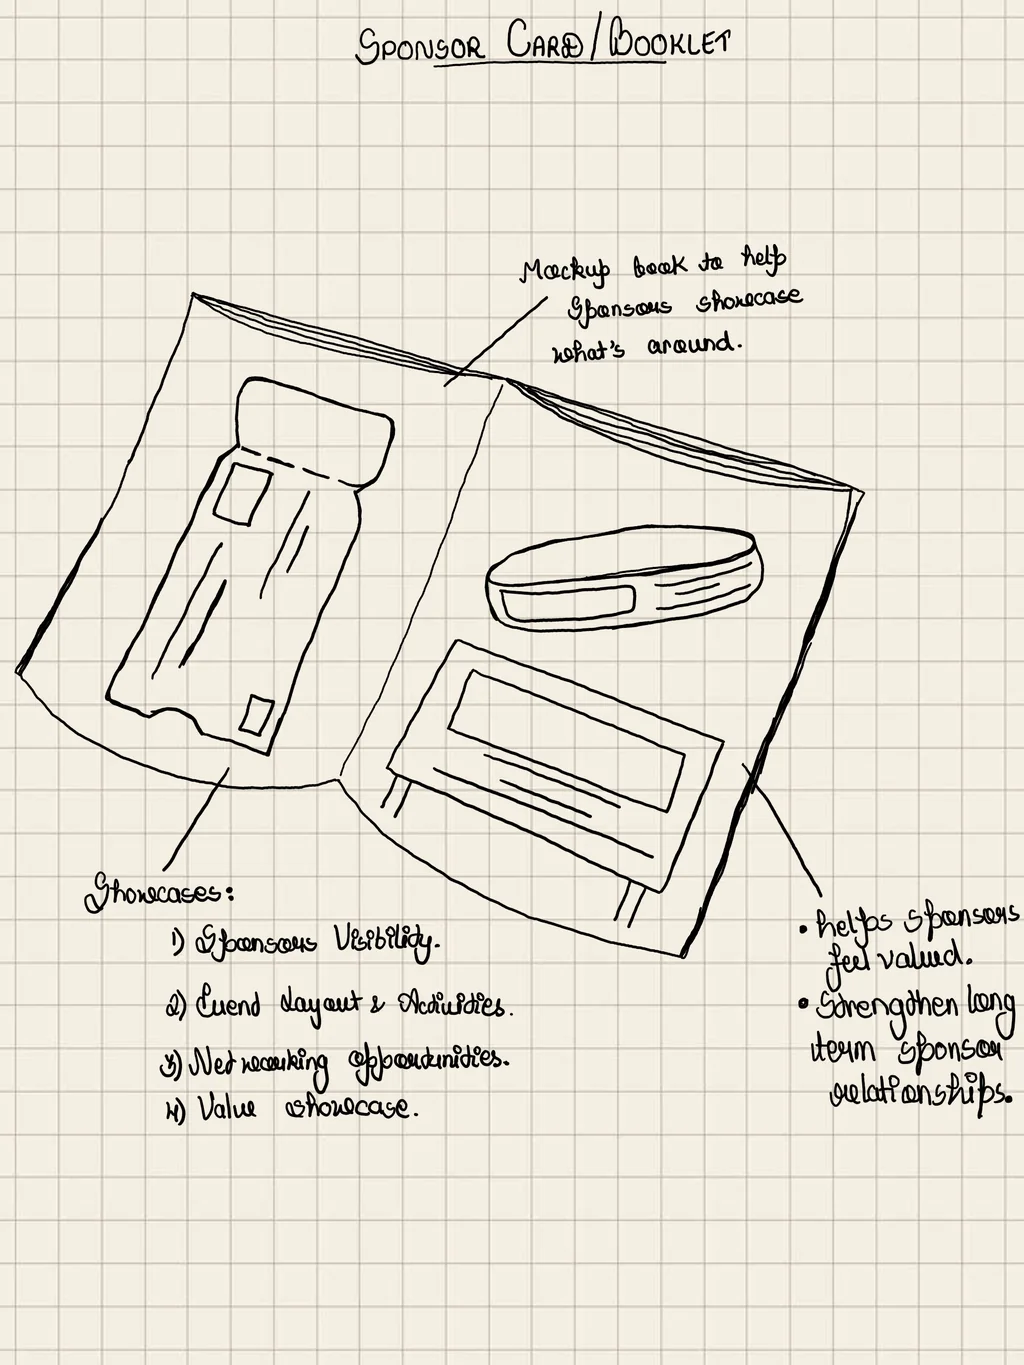 SPONSOR CARD/BOOKLET
Mockup book to help
Sponsors showcase
what's around.
Showcases:
1) Sponsors Visibility.
2) Event Layout & Activities.
3) Networking opportunities.
4) Value showcase.
• helps sponsors
feel valued.
• Strengthen long
term sponsor
relationships.